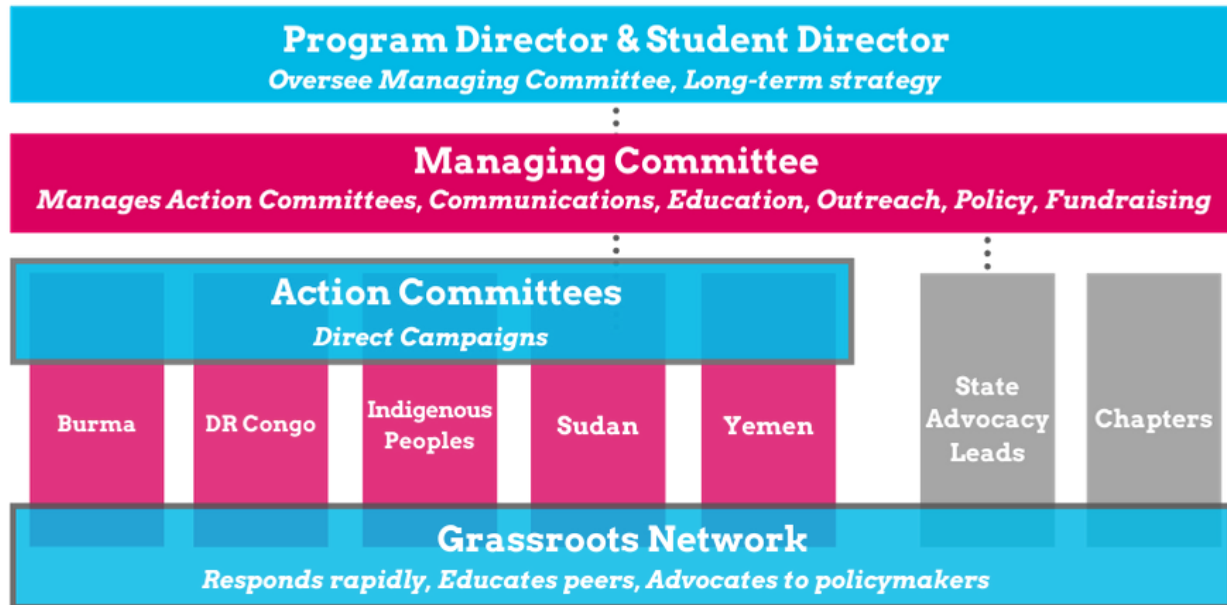 Program Director & Student Director
Oversee Managing Committee, Long-term strategy
Managing Committee
Manages Action Committees, Communications, Education, Outreach, Policy, Fundraising
Action Committees
Direct Campaigns
Burma
DR Congo
Indigenous
Peoples
Sudan
Yemen
State
Advocacy
Leads
Chapters
Grassroots Network
Responds rapidly, Educates peers, Advocates to policymakers